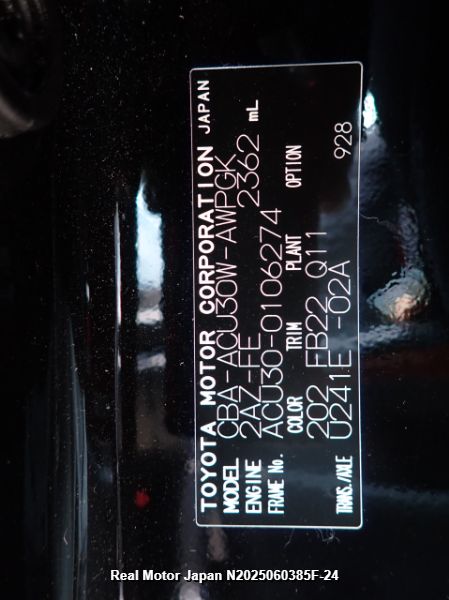 TOYOTA MOTOR CORPORATION JAPAN
MODEL CBA-ACU30W-AWPGK
ENGINE 2AZ-FE 2362 mL
FRAME No. ACU30-0106274
COLOR TRIM PLANT OPTION
202 FB22 Q11
TRANS./AXLE U241E -02A 928
Real Motor Japan N2025060385F-24